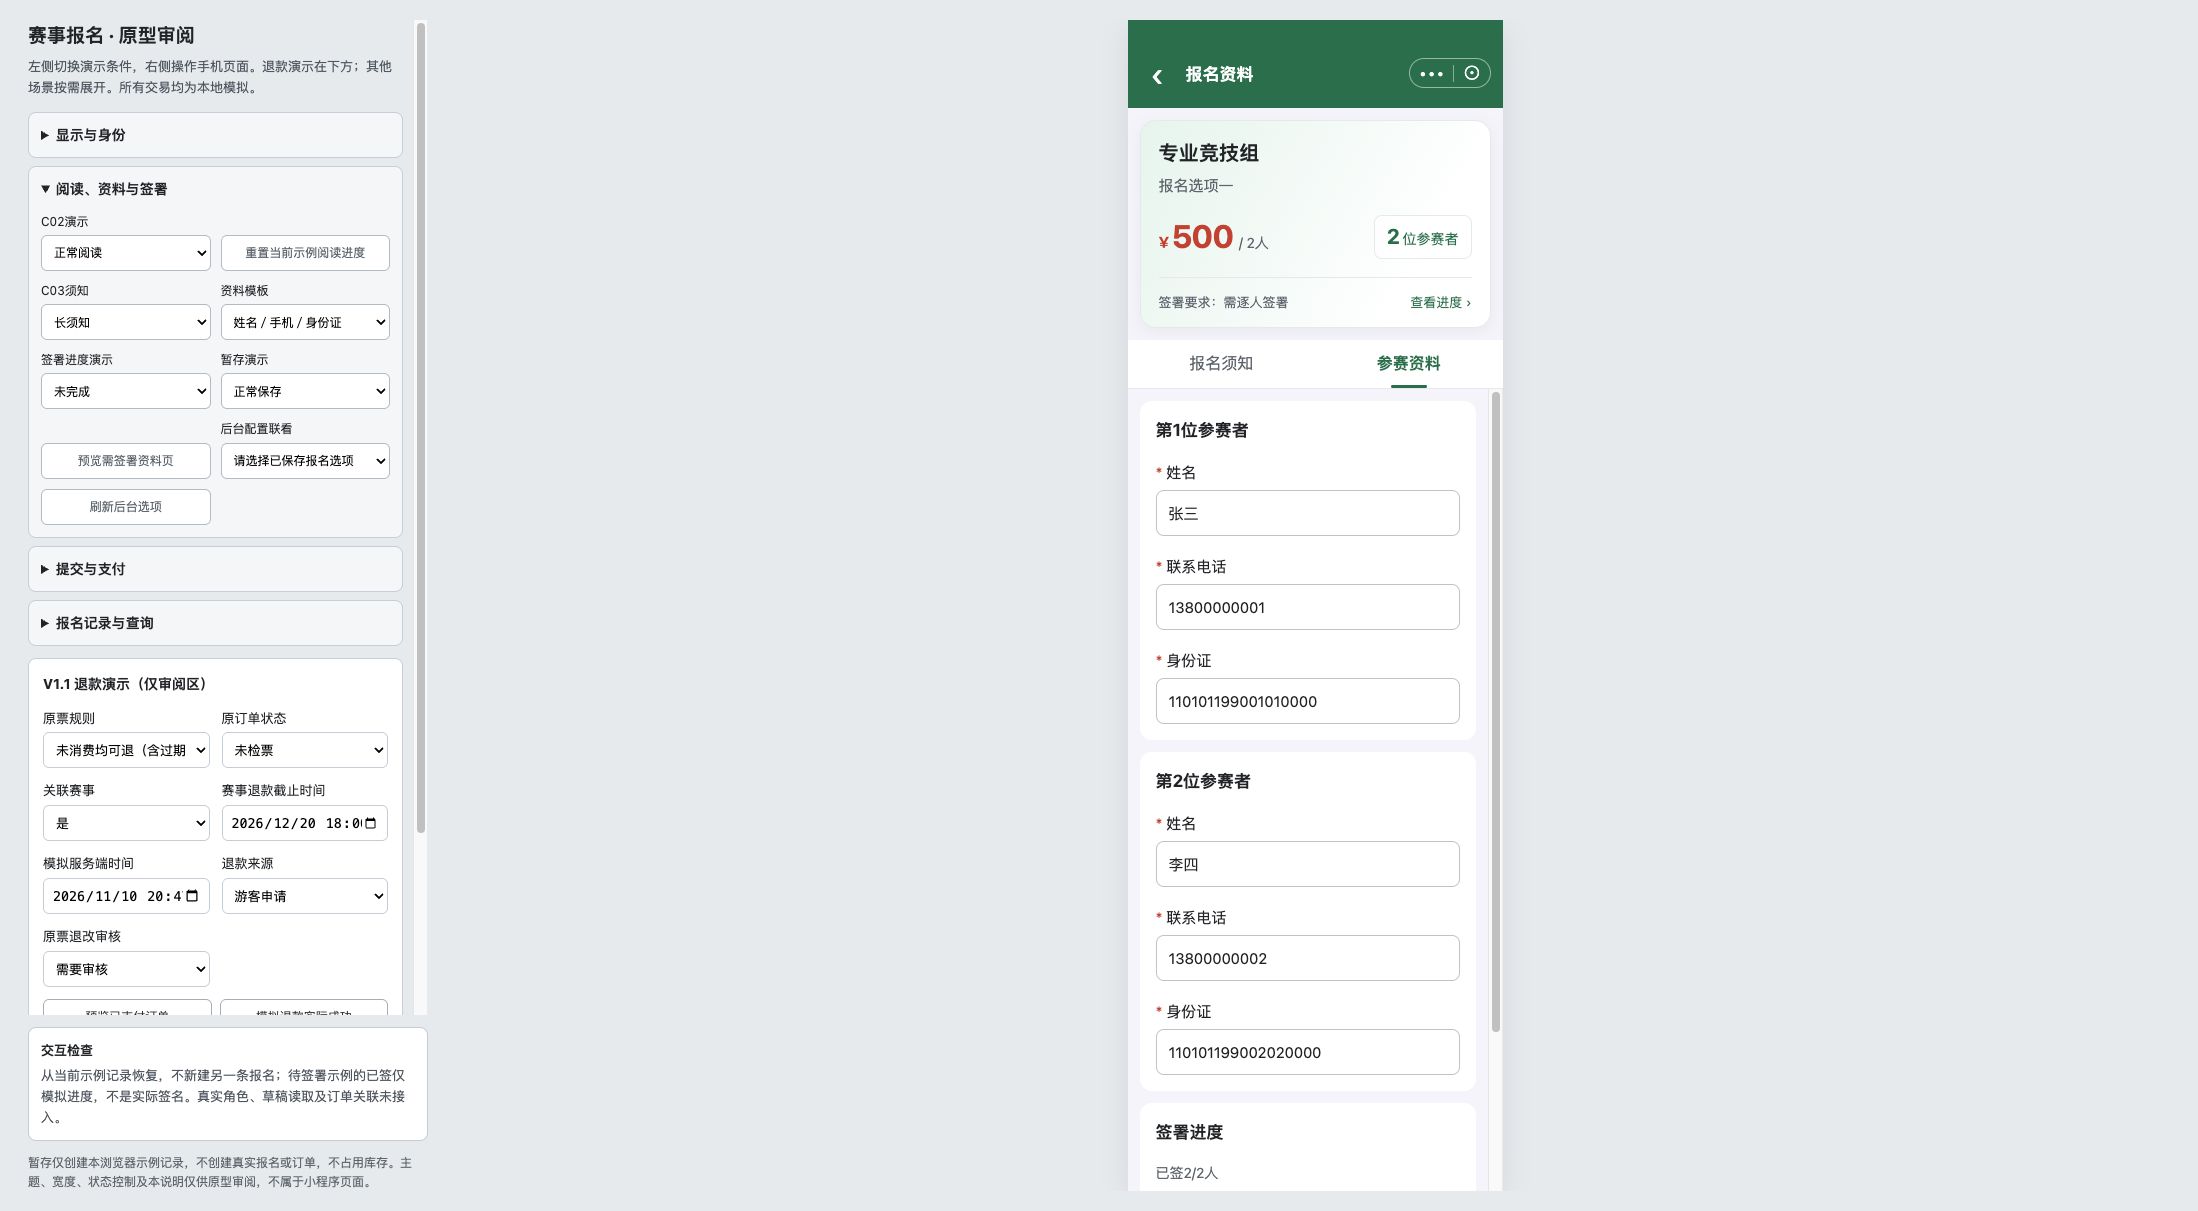 赛事报名 · 原型审阅
左侧切换演示条件，右侧操作手机页面。退款演示在下方；其他
场景按需展开。所有交易均为本地模拟。
显示与身份
阅读、资料与签署
C02演示
正常阅读
重置当前示例阅读进度
C03须知
资料模板
长须知
姓名 / 手机 / 身份证
签署进度演示
暂存演示
未完成
正常保存
后台配置联看
预览需签署资料页
请选择已保存报名选项
刷新后台选项
提交与支付
报名记录与查询
V1.1 退款演示（仅审阅区）
原票规则
原订单状态
未消费均可退（含过期
未检票
关联赛事
赛事退款截止时间
是
2026/12/20 18:0
模拟服务端时间
退款来源
2026/11/10 20:4
游客申请
原票退改审核
需要审核
预览已支付订单
模拟退款实际成功
交互检查
从当前示例记录恢复，不新建另一条报名；待签署示例的已签仅
模拟进度，不是实际签名。真实角色、草稿读取及订单关联未接
入。
暂存仅创建本浏览器示例记录，不创建真实报名或订单，不占用库存。主
题、宽度、状态控制及本说明仅供原型审阅，不属于小程序页面。
报名资料
专业竞技组
报名选项一
¥500 / 2人
2位参赛者
签署要求：需逐人签署
查看进度 ›
报名须知
参赛资料
第1位参赛者
* 姓名
张三
* 联系电话
13800000001
* 身份证
110101199001010000
第2位参赛者
* 姓名
李四
* 联系电话
13800000002
* 身份证
110101199002020000
签署进度
已签2/2人